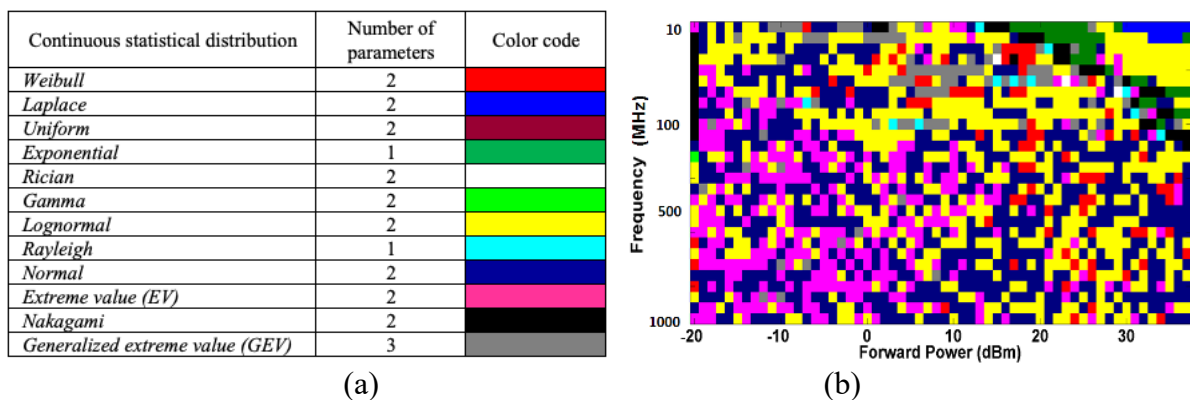 Continuous statistical distribution Number of parameters Color code
Weibull 2
Laplace 2
Uniform 2
Exponential 1
Rician 2
Gamma 2
Lognormal 2
Rayleigh 1
Normal 2
Extreme value (EV) 2
Nakagami 2
Generalized extreme value (GEV) 3
(a)
Frequency (MHz)
10
100
500
1000
-20 -10 0 10 20 30
Forward Power (dBm)
(b)